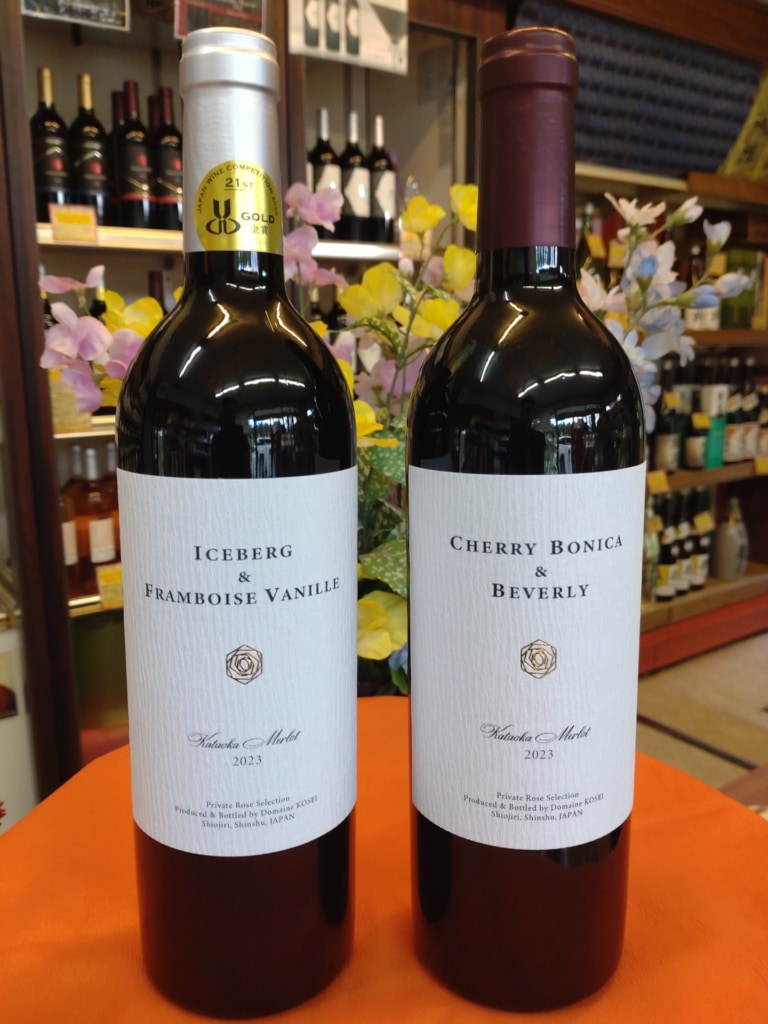 JAPAN WINE COMPETITION
21ST
GOLD
金賞
ICEBERG
&
FRAMBOISE VANILLE
Kataoka Merlot
2023
Private Rose Selection
Produced & Bottled by Domaine KOSEI
Shiojiri, Shinshu, JAPAN
CHERRY BONICA
&
BEVERLY
Kataoka Merlot
2023
Private Rose Selection
Produced & Bottled by Domaine KOSEI
Shiojiri, Shinshu, JAPAN